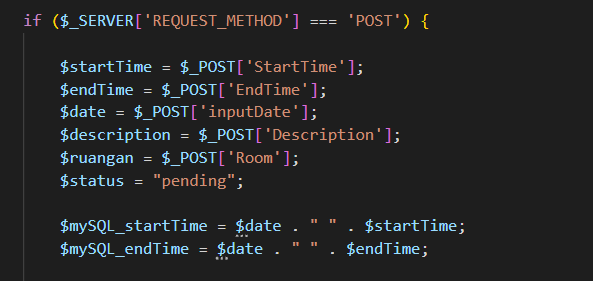 if ($_SERVER['REQUEST_METHOD'] === 'POST') {
$startTime = $_POST['StartTime'];
$endTime = $_POST['EndTime'];
$date = $_POST['inputDate'];
$description = $_POST['Description'];
$ruangan = $_POST['Room'];
$status = "pending";
$mySQL_startTime = $date . " " . $startTime;
$mySQL_endTime = $date . " " . $endTime;